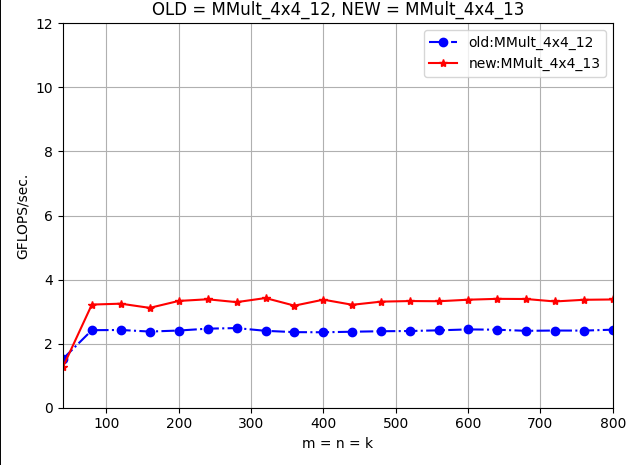 OLD = MMult_4x4_12, NEW = MMult_4x4_13
old:MMult_4x4_12
new:MMult_4x4_13
12
10
8
6
4
2
0
GFLOPS/sec.
100 200 300 400 500 600 700 800
m = n = k